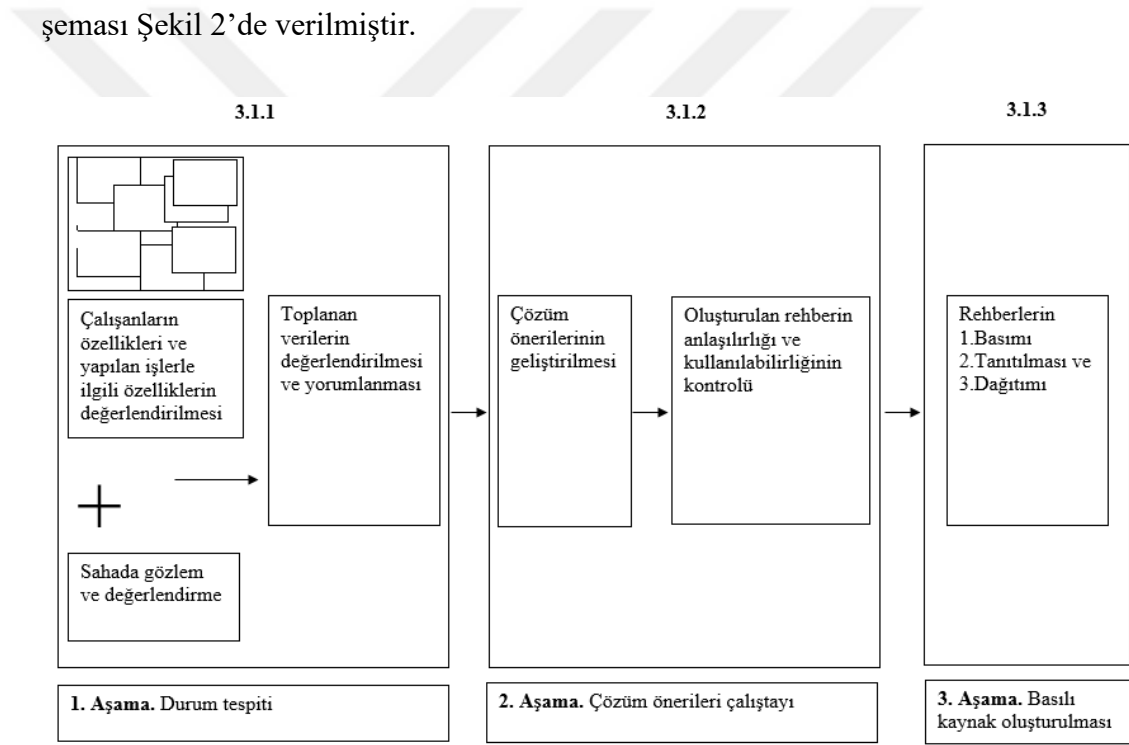 şeması Şekil 2’de verilmiştir.
3.1.1
3.1.2
3.1.3
Çalışanların
özellikleri ve
yapılan işlerle
ilgili özelliklerin
değerlendirilmesi
Sahada gözlem
ve değerlendirme
Toplanan
verilerin
değerlendirilmesi
ve yorumlanması
Çözüm
önerilerinin
geliştirilmesi
Oluşturulan rehberin
anlaşılırlığı ve
kullanılabilirliğinin
kontrolü
Rehberlerin
1.Basımı
2.Tanıtılması ve
3.Dağıtımı
1. Aşama. Durum tespiti
2. Aşama. Çözüm önerileri çalıştayı
3. Aşama. Basılı
kaynak oluşturulması